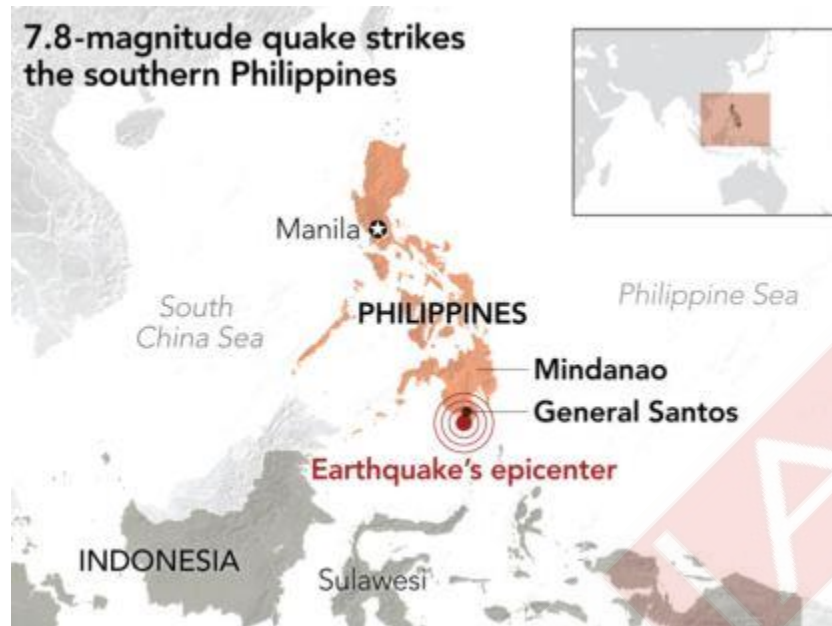 7.8-magnitude quake strikes
the southern Philippines
Manila
South
China Sea
PHILIPPINES
Philippine Sea
Mindanao
General Santos
Earthquake's epicenter
INDONESIA
Sulawesi